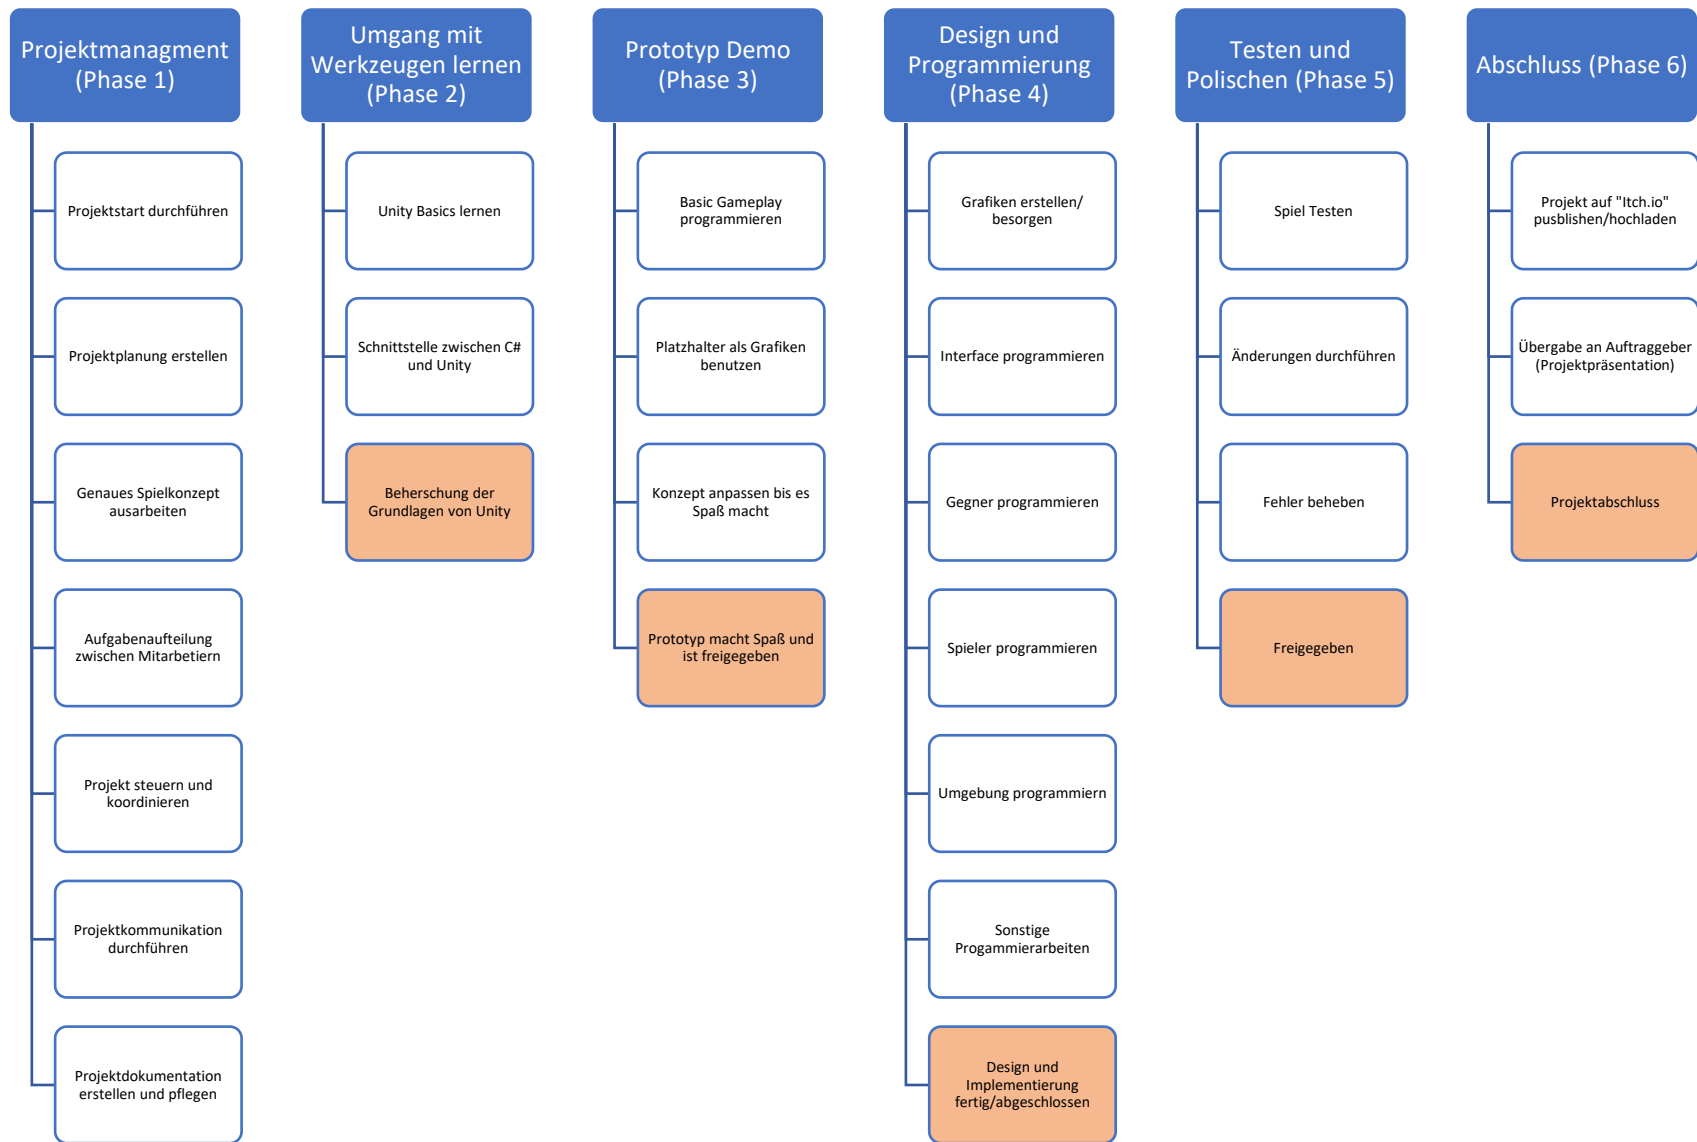 Projektmanagment
(Phase 1)
Projektstart durchführen
Projektplanung erstellen
Genaues Spielkonzept
ausarbeiten
Aufgabenaufteilung
zwischen Mitarbetiern
Projekt steuern und
koordinieren
Projektkommunikation
durchführen
Projektdokumentation
erstellen und pflegen
Umgang mit
Werkzeugen lernen
(Phase 2)
Unity Basics lernen
Schnittstelle zwischen C#
und Unity
Beherschung der
Grundlagen von Unity
Prototyp Demo
(Phase 3)
Basic Gameplay
programmieren
Platzhalter als Grafiken
benutzen
Konzept anpassen bis es
Spaß macht
Prototyp macht Spaß und
ist freigegeben
Design und
Programmierung
(Phase 4)
Grafiken erstellen/
besorgen
Interface programmieren
Gegner programmieren
Spieler programmieren
Umgebung programmiern
Sonstige
Progammierarbeiten
Design und
Implementierung
fertig/abgeschlossen
Testen und
Polischen (Phase 5)
Spiel Testen
Änderungen durchführen
Fehler beheben
Freigegeben
Abschluss (Phase 6)
Projekt auf "Itch.io"
pusblishen/hochladen
Übergabe an Auftraggeber
(Projektpräsentation)
Projektabschluss